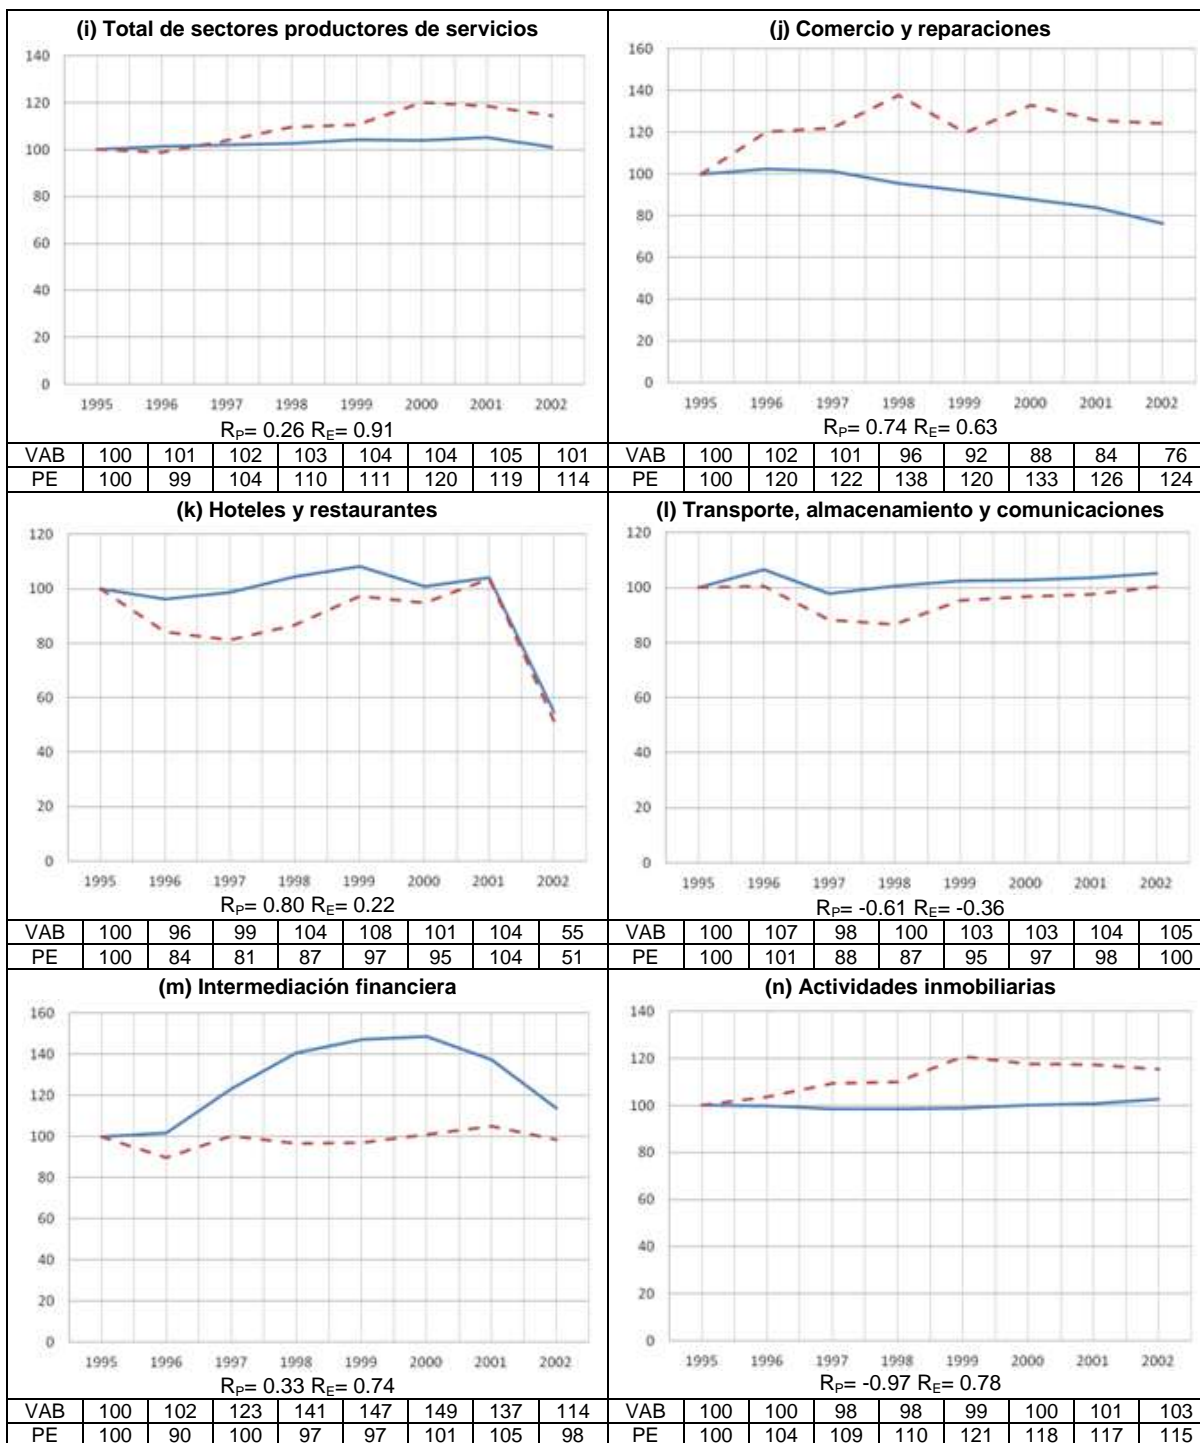 (i) Total de sectores productores de servicios
140
120
100
80
60
40
20
0
1995 1996 1997 1998 1999 2000 2001 2002
RP= 0.26 RE= 0.91
VAB 100 101 102 103 104 104 105 101
PE 100 99 104 110 111 120 119 114
(j) Comercio y reparaciones
160
140
120
100
80
60
40
20
0
1995 1996 1997 1998 1999 2000 2001 2002
RP= 0.74 RE= 0.63
VAB 100 102 101 96 92 88 84 76
PE 100 120 122 138 120 133 126 124
(k) Hoteles y restaurantes
120
100
80
60
40
20
0
1995 1996 1997 1998 1999 2000 2001 2002
RP= 0.80 RE= 0.22
VAB 100 96 99 104 108 101 104 55
PE 100 84 81 87 97 95 104 51
(l) Transporte, almacenamiento y comunicaciones
120
100
80
60
40
20
0
1995 1996 1997 1998 1999 2000 2001 2002
RP= -0.61 RE= -0.36
VAB 100 107 98 100 103 103 104 105
PE 100 101 88 87 95 97 98 100
(m) Intermediación financiera
160
140
120
100
80
60
40
20
0
1995 1996 1997 1998 1999 2000 2001 2002
RP= 0.33 RE= 0.74
VAB 100 102 123 141 147 149 137 114
PE 100 90 100 97 97 101 105 98
(n) Actividades inmobiliarias
140
120
100
80
60
40
20
0
1995 1996 1997 1998 1999 2000 2001 2002
RP= -0.97 RE= 0.78
VAB 100 100 98 98 99 100 101 103
PE 100 104 109 110 121 118 117 115